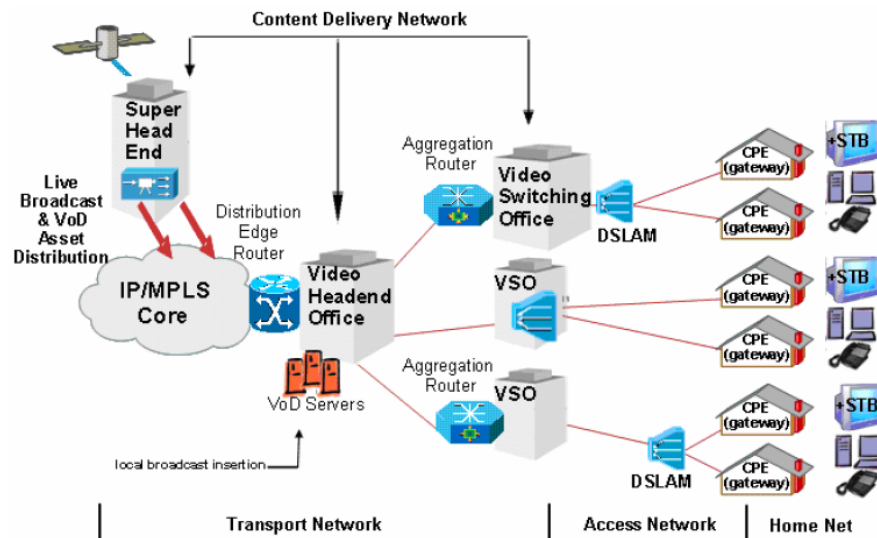 Content Delivery Network
Super
Head
End
Live
Broadcast
& VoD
Asset
Distribution
IP/MPLS
Core
Distribution
Edge
Router
Video
Headend
Office
VoD Servers
local broadcast insertion
Aggregation
Router
Video
Switching
Office
DSLAM
VSO
Aggregation
Router
VSO
DSLAM
CPE
(gateway)
+STB
CPE
(gateway)
CPE
(gateway)
+STB
CPE
(gateway)
CPE
(gateway)
+STB
CPE
(gateway)
Transport Network
Access Network
Home Net